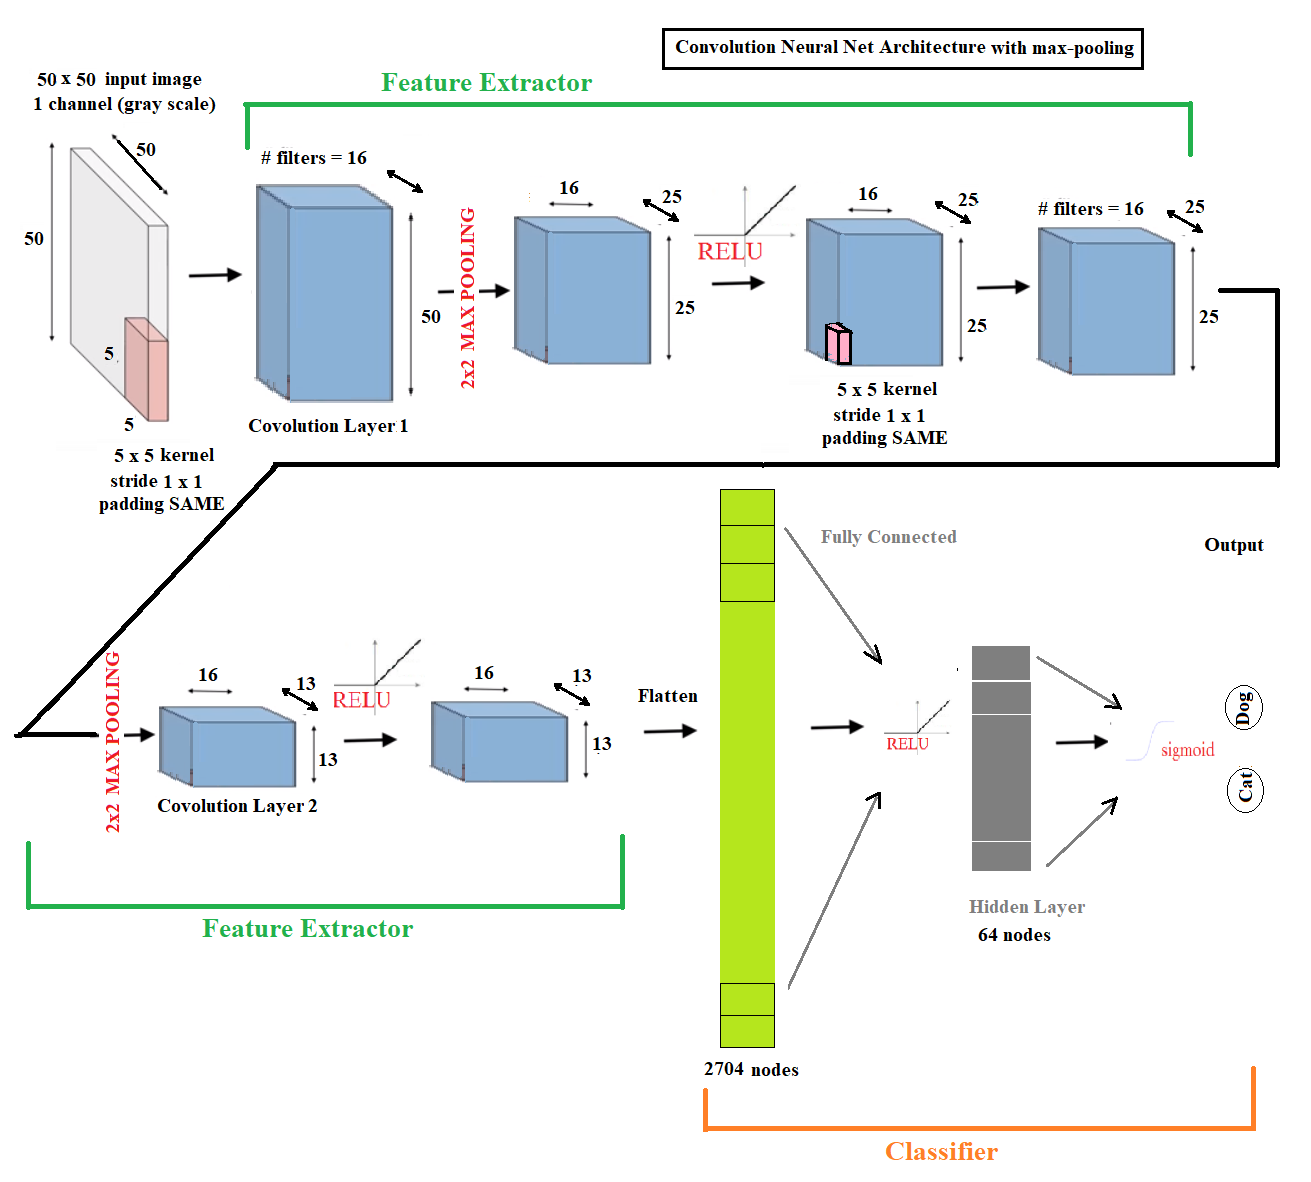 Convolution Neural Net Architecture with max-pooling
Feature Extractor
50 x 50 input image
1 channel (gray scale)
50
50
5
5
5 x 5 kernel
stride 1 x 1
padding SAME
# filters = 16
50
Covolution Layer 1
2x2 MAX POOLING
16
25
25
RELU
16
25
25
5 x 5 kernel
stride 1 x 1
padding SAME
# filters = 16
25
25
2x2 MAX POOLING
16
13
13
Covolution Layer 2
RELU
16
13
13
Feature Extractor
Flatten
2704 nodes
Fully Connected
RELU
Hidden Layer
64 nodes
sigmoid
Output
Dog
Cat
Classifier